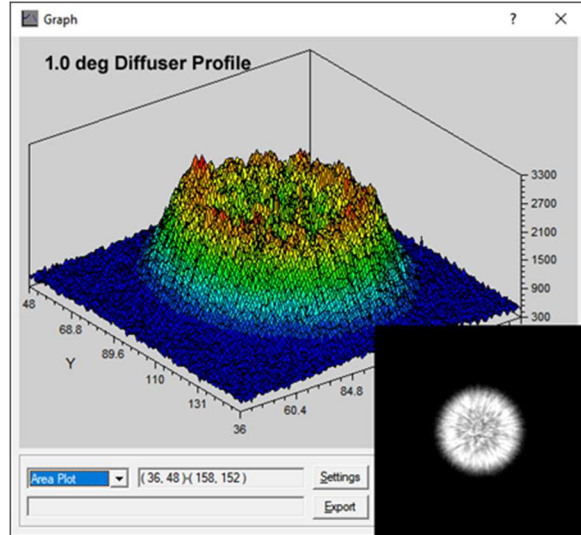 Graph
? ×
1.0 deg Diffuser Profile
3300
2700
2100
1500
900
300
48
68.8
89.6
110
131
Y
36
60.4
84.8
Area Plot
( 36, 48 )-( 158, 152 )
Settings
Export